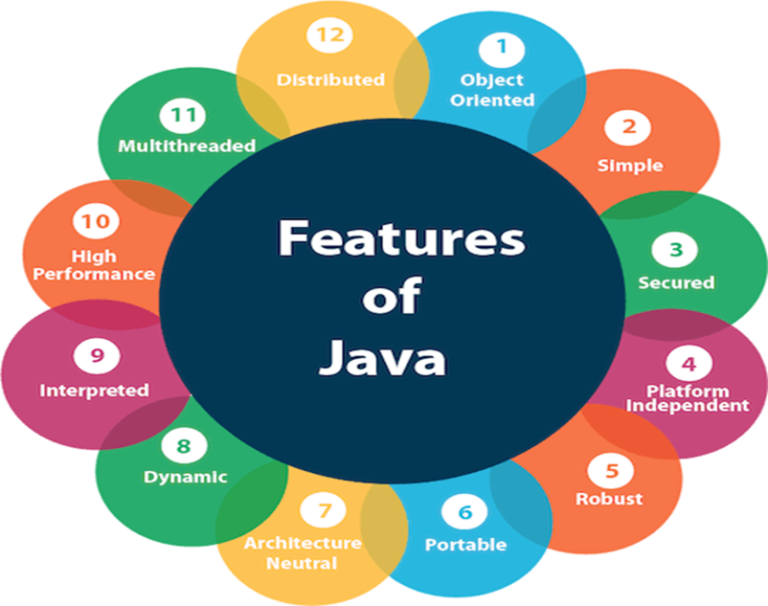 Features
of
Java
1
Object
Oriented
2
Simple
3
Secured
4
Platform
Independent
5
Robust
6
Portable
7
Architecture
Neutral
8
Dynamic
9
Interpreted
10
High
Performance
11
Multithreaded
12
Distributed